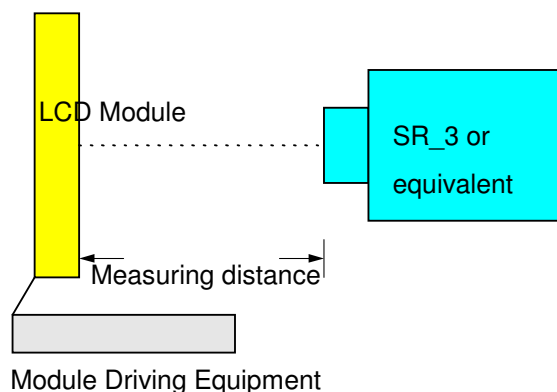 LCD Module
SR_3 or
equivalent
Measuring distance
Module Driving Equipment